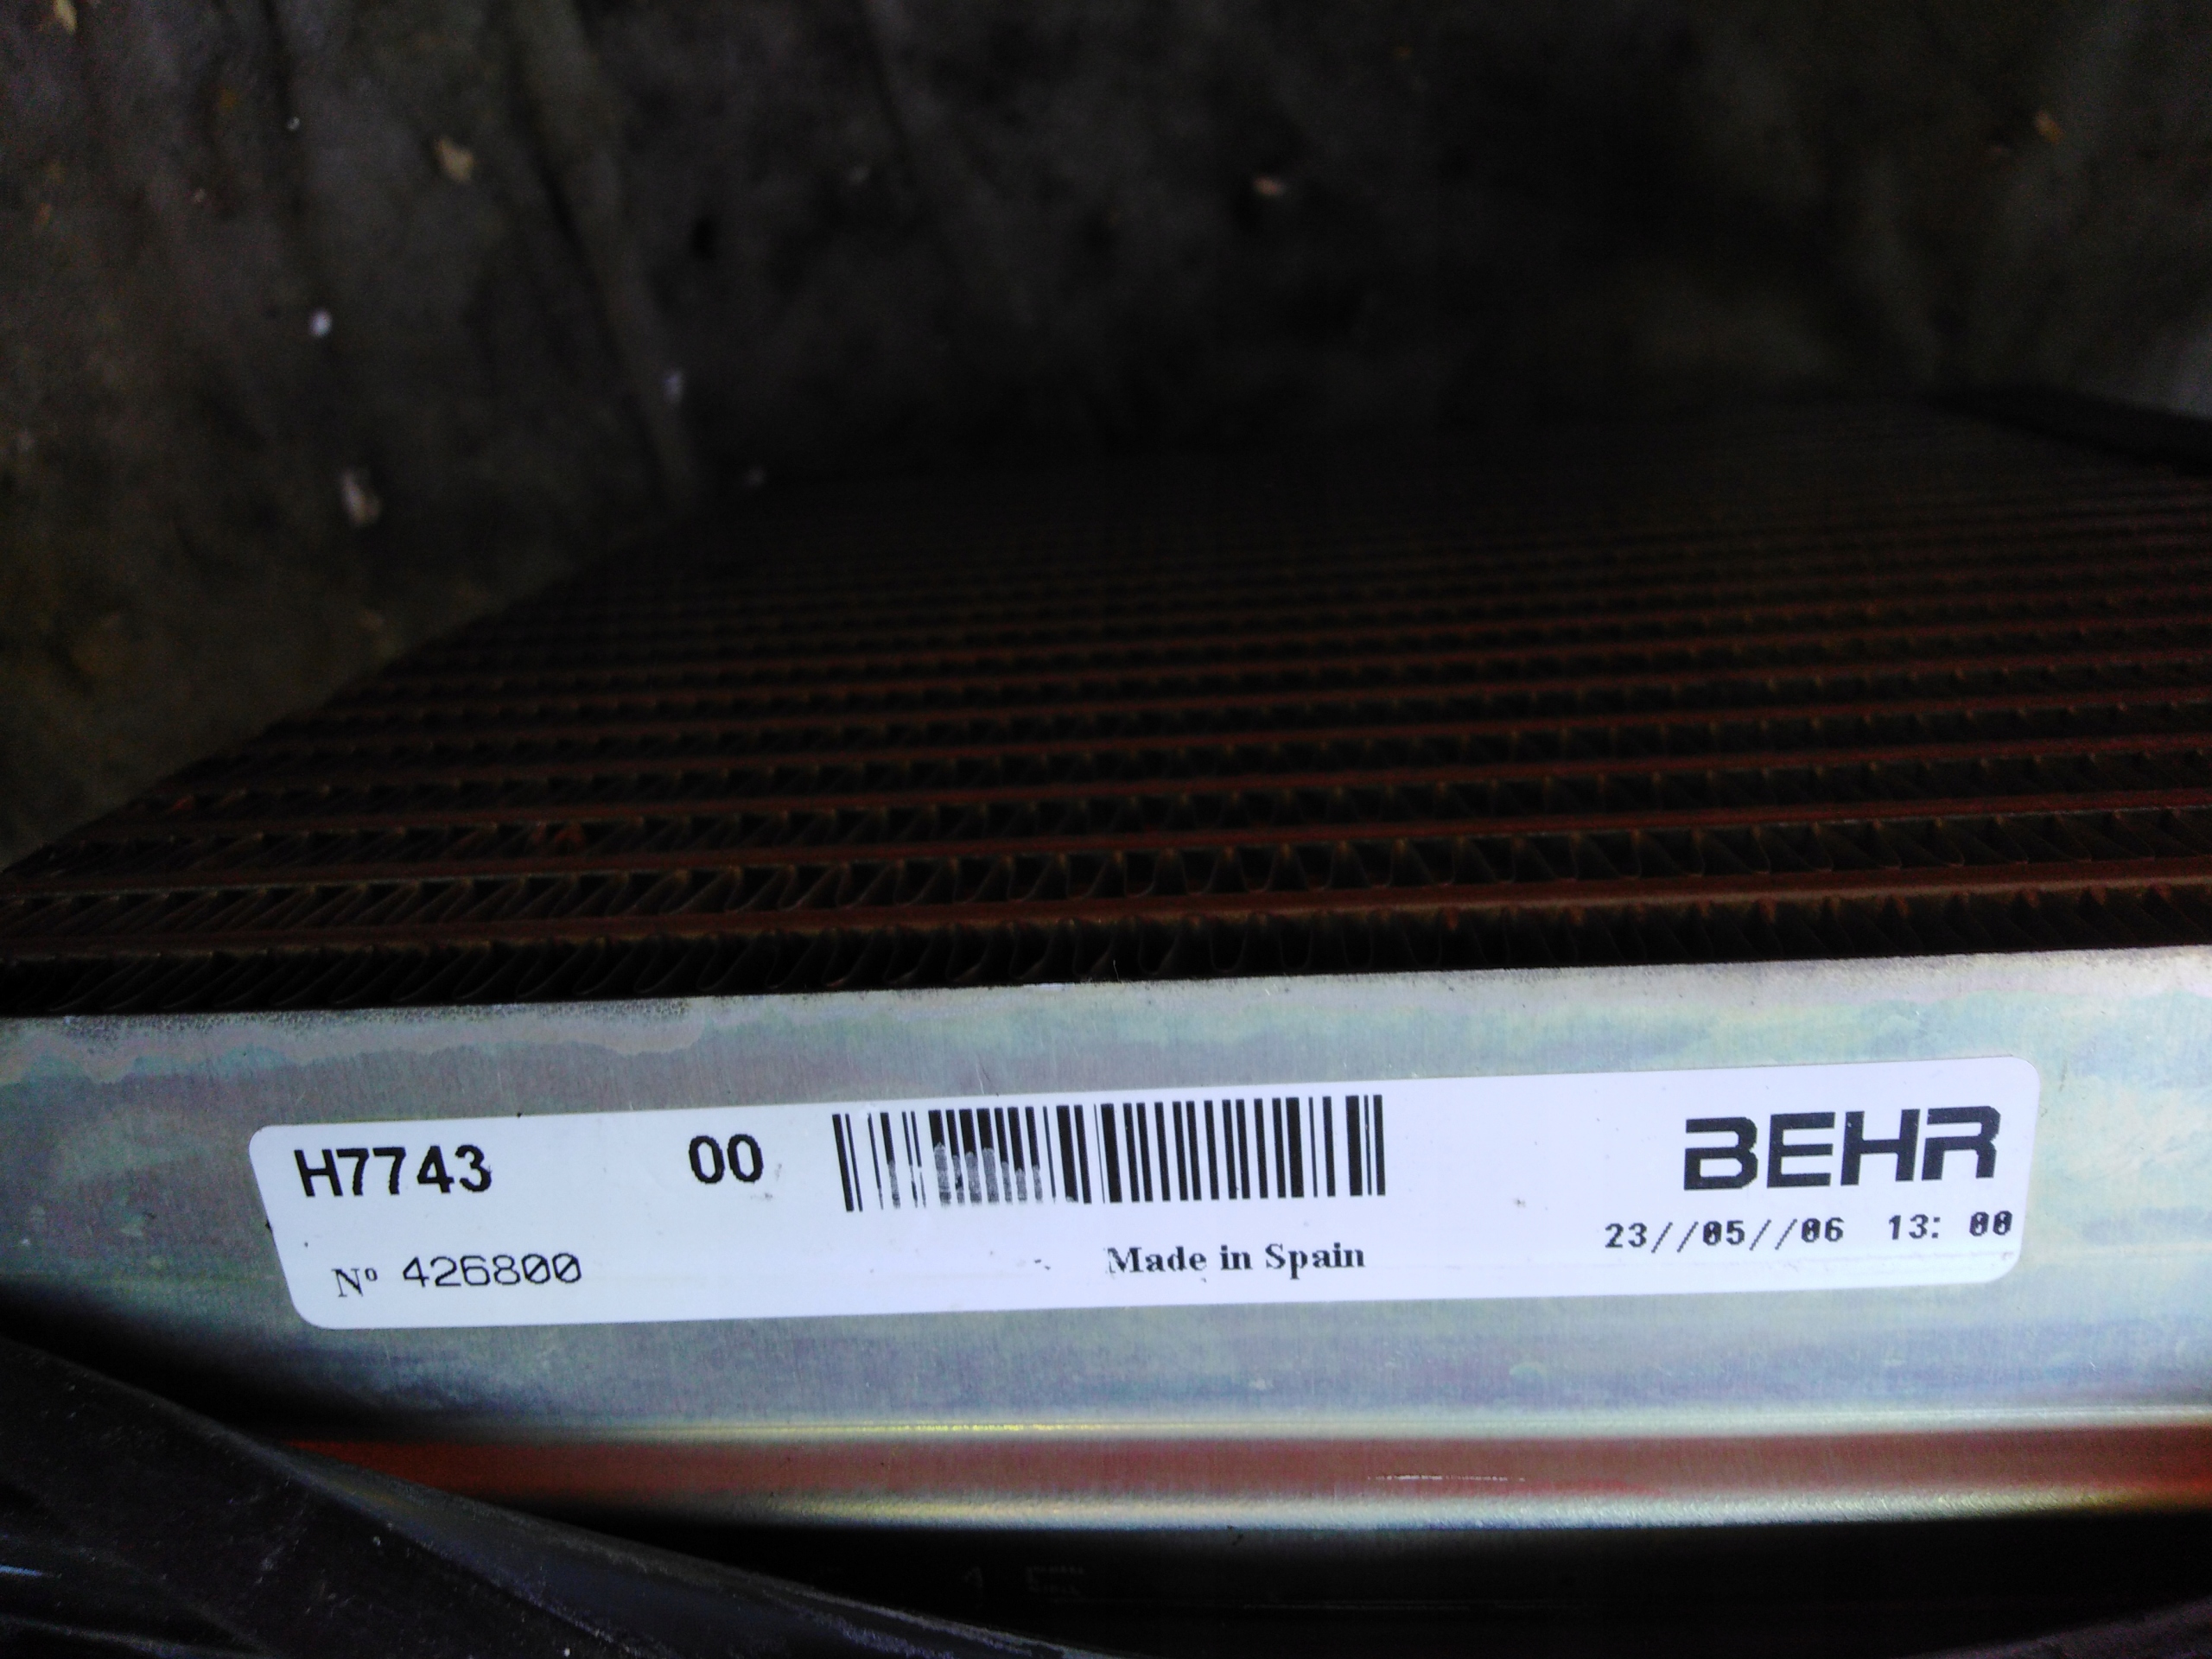 H7743 00 BEHR
Nº 426800 Made in Spain 23//05//06 13: 00